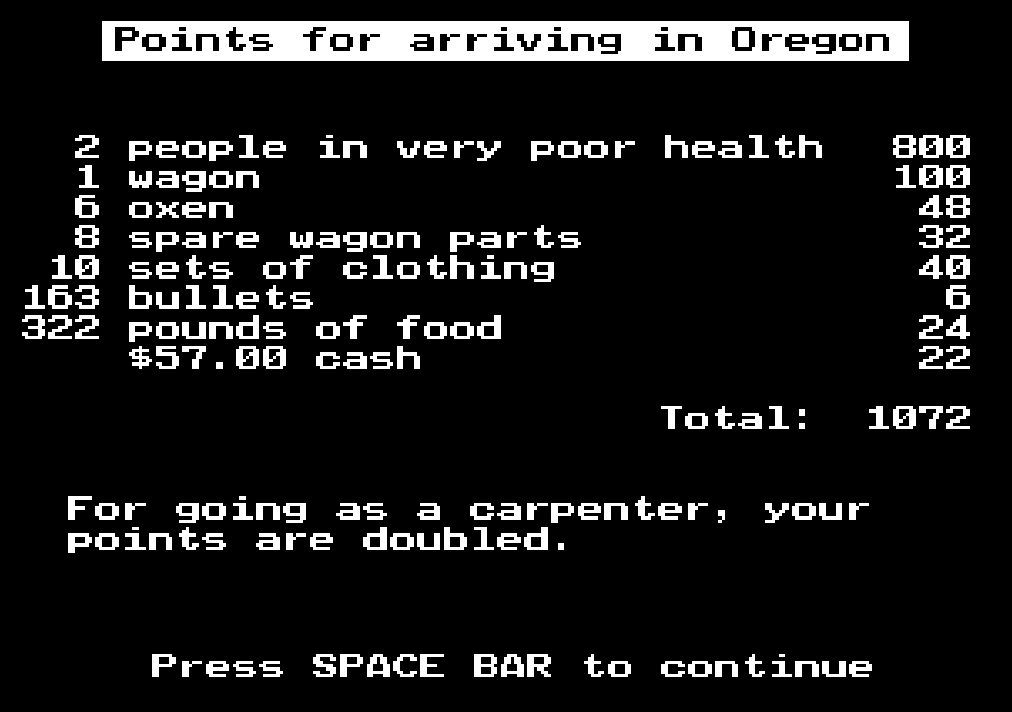 Points for arriving in Oregon
2 people in very poor health 800
1 wagon 100
6 oxen 48
8 spare wagon parts 32
10 sets of clothing 40
163 bullets 6
322 pounds of food 24
$57.00 cash 22
Total: 1072
For going as a carpenter, your
points are doubled.
Press SPACE BAR to continue